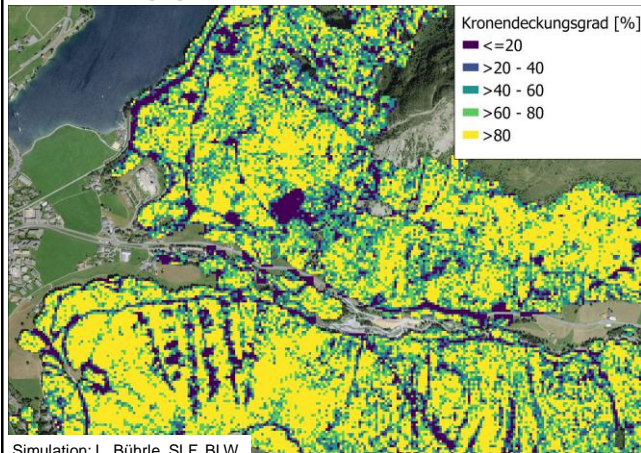 Kronendeckungsgrad [%]
<=20
>20 - 40
>40 - 60
>60 - 80
>80
Simulation: L. Bührle, SLF, BLW